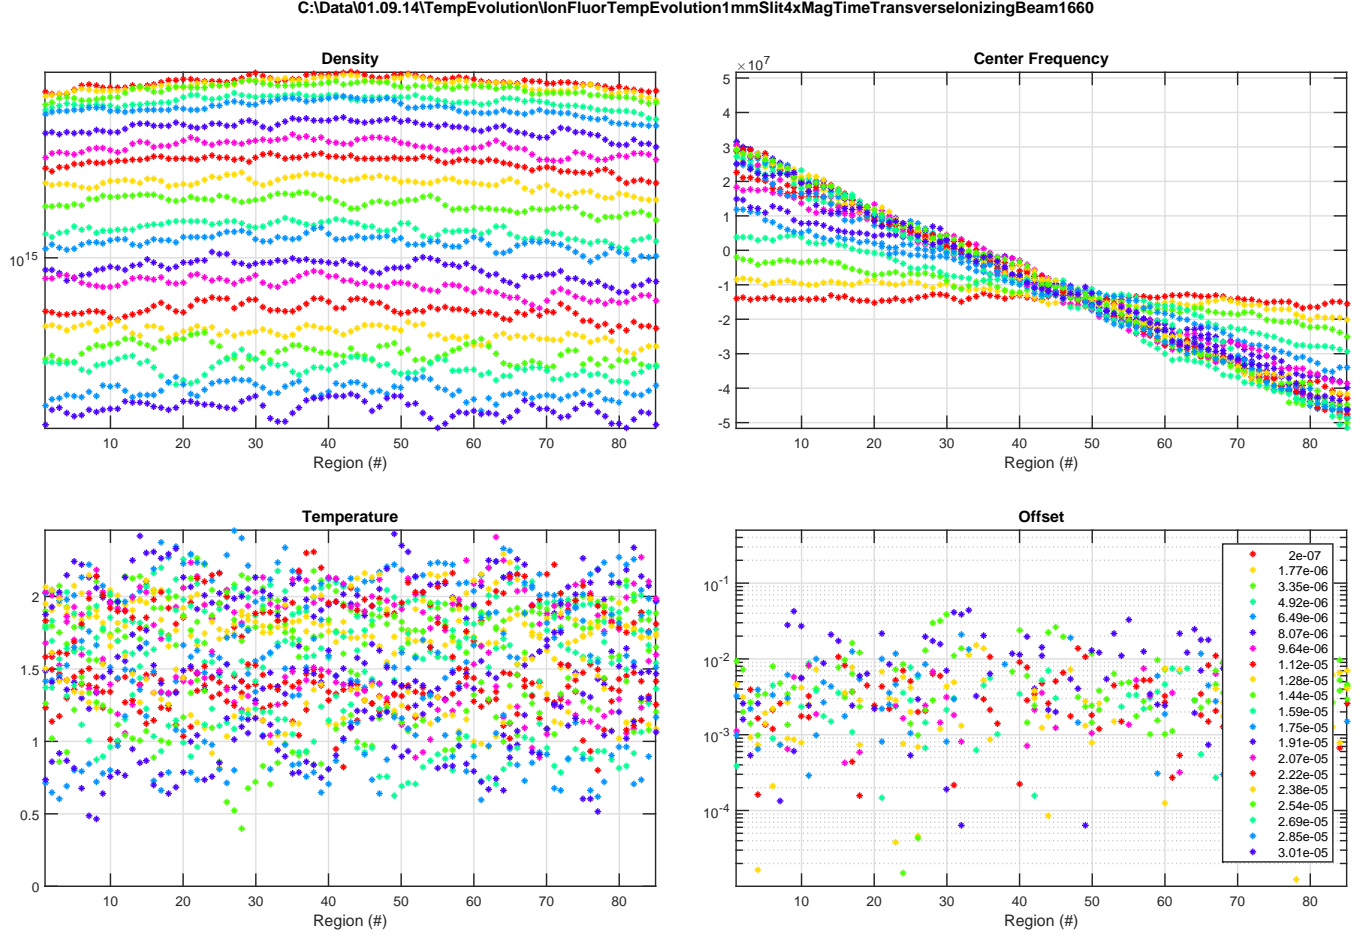 C:\Data\01.09.14\TempEvolution\IonFluorTempEvolution1mmSlit4xMagTimeTransverseIonizingBeam1660
Density
10^15
10 20 30 40 50 60 70 80
Region (#)
Center Frequency
×10^7
5
4
3
2
1
0
-1
-2
-3
-4
-5
10 20 30 40 50 60 70 80
Region (#)
Temperature
2
1.5
1
0.5
0
10 20 30 40 50 60 70 80
Region (#)
Offset
10^-1
10^-2
10^-3
10^-4
10 20 30 40 50 60 70 80
Region (#)
2e-07
1.77e-06
3.35e-06
4.92e-06
6.49e-06
8.07e-06
9.64e-06
1.12e-05
1.28e-05
1.44e-05
1.59e-05
1.75e-05
1.91e-05
2.07e-05
2.22e-05
2.38e-05
2.54e-05
2.69e-05
2.85e-05
3.01e-05